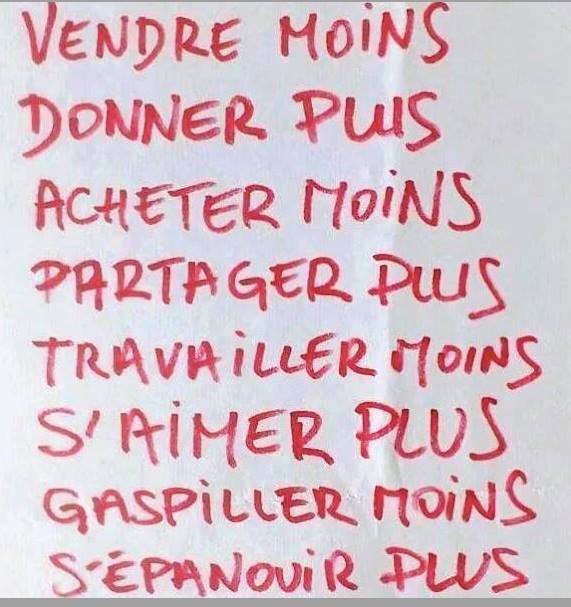 VENDRE MOINS
DONNER PLUS
ACHETER MOINS
PARTAGER PLUS
TRAVAILLER MOINS
S'AIMER PLUS
GASPILLER MOINS
S'ÉPANOUIR PLUS